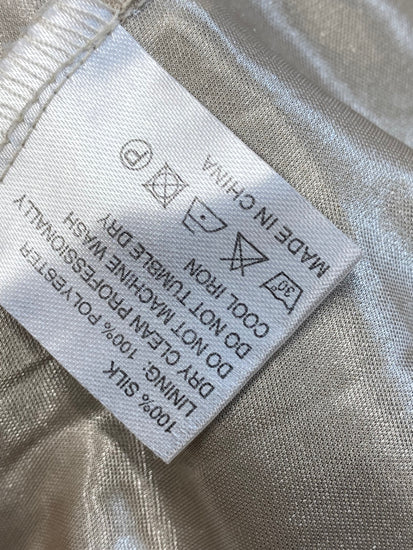 100% SILK
LINING: 100% POLYESTER
DRY CLEAN PROFESSIONALLY
DO NOT MACHINE WASH
DO NOT TUMBLE DRY
COOL IRON
30°
P
MADE IN CHINA